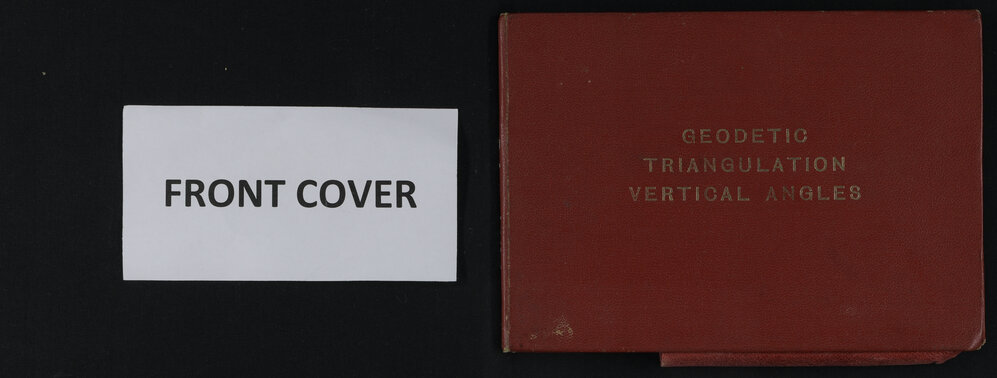 FRONT COVER
GEODETIC
TRIANGULATION
VERTICAL ANGLES